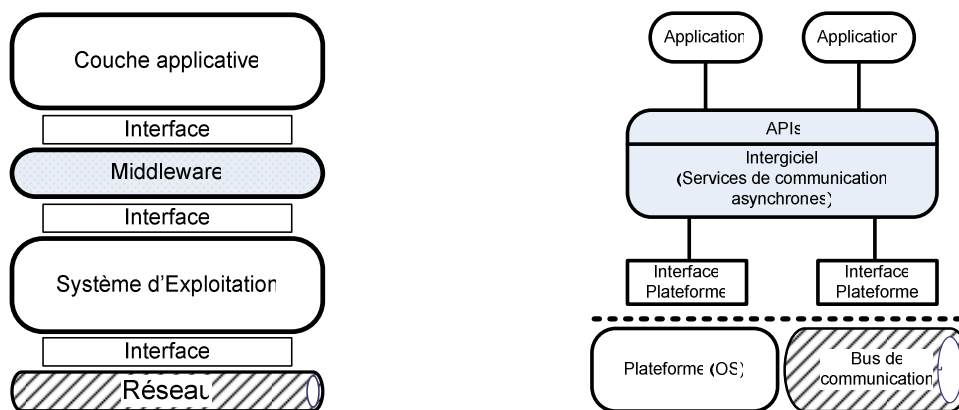 Couche applicative
Interface
Middleware
Interface
Système d'Exploitation
Interface
Réseau
Application
Application
APIs
Intergiciel
(Services de communication
asynchrones)
Interface
Plateforme
Interface
Plateforme
Plateforme (OS)
Bus de
communication